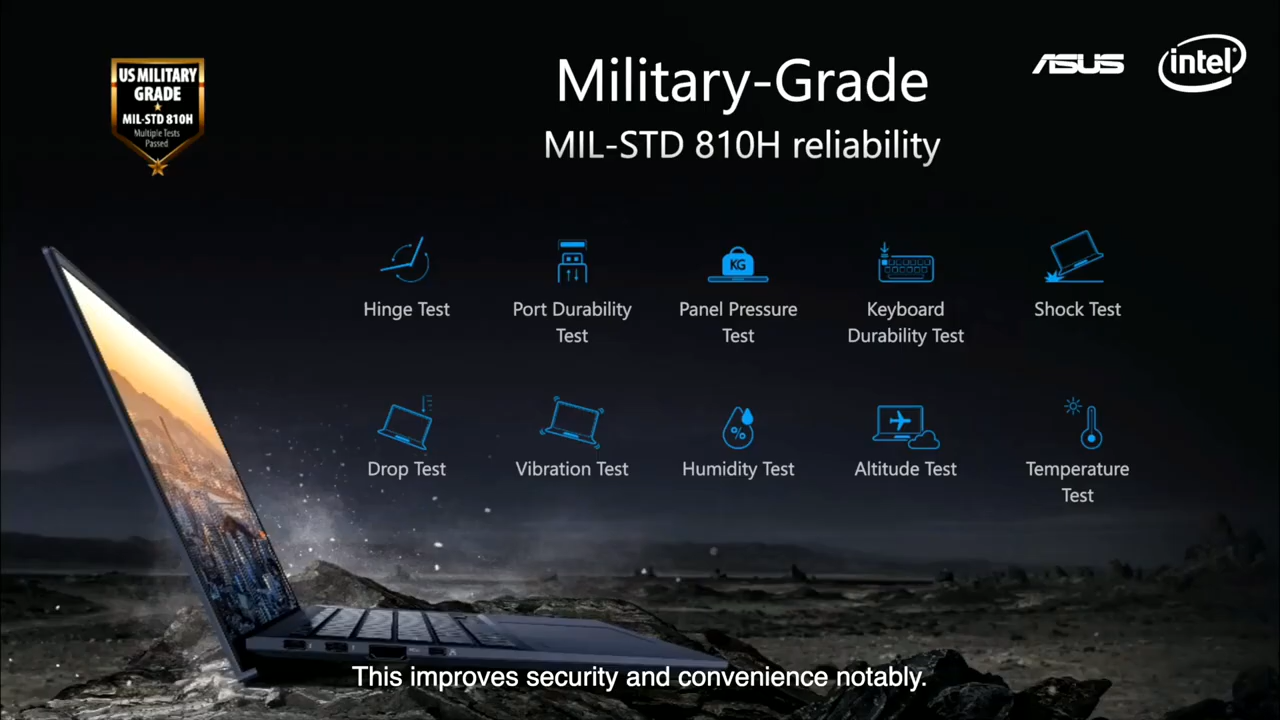 US MILITARY
GRADE
MIL-STD 810H
Multiple Tests
Passed
Military-Grade
MIL-STD 810H reliability
ASUS
intel
Hinge Test
Port Durability
Test
Panel Pressure
Test
KG
Keyboard
Durability Test
Shock Test
Drop Test
Vibration Test
%
Humidity Test
Altitude Test
Temperature
Test
This improves security and convenience notably.